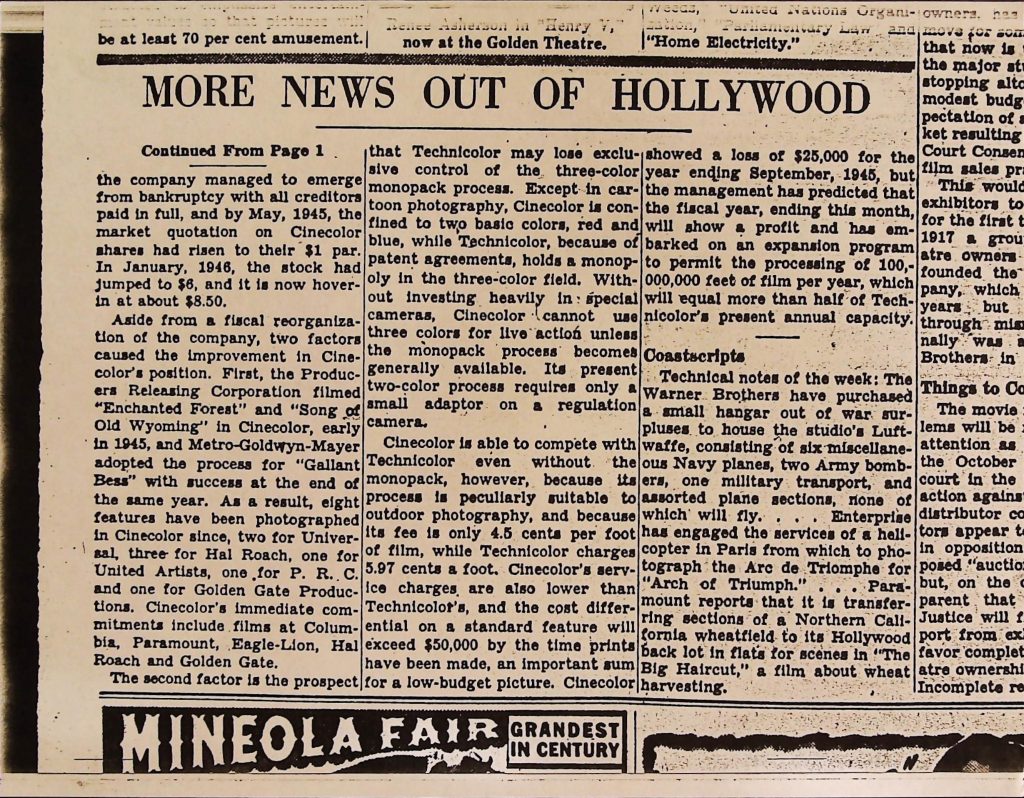 be at least 70 per cent amusement.
Renee Asherson in "Henry V,"
now at the Golden Theatre.
"United Nations Organi-
"Parliamentary Law" and
"Home Electricity."
MORE NEWS OUT OF HOLLYWOOD
Continued From Page 1
the company managed to emerge
from bankruptcy with all creditors
paid in full, and by May, 1945, the
market quotation on Cinecolor
shares had risen to their $1 par.
In January, 1946, the stock had
jumped to $6, and it is now hover-
in at about $8.50.
Aside from a fiscal reorganiza-
tion of the company, two factors
caused the improvement in Cine-
color's position. First, the Produc-
ers Releasing Corporation filmed
"Enchanted Forest" and "Song of
Old Wyoming" in Cinecolor, early
in 1945, and Metro-Goldwyn-Mayer
adopted the process for "Gallant
Bess" with success at the end of
the same year. As a result, eight
features have been photographed
in Cinecolor since, two for Univer-
sal, three for Hal Roach, one for
United Artists, one for P. R. C.
and one for Golden Gate Produc-
tions. Cinecolor's immediate com-
mitments include films at Colum-
bia, Paramount, Eagle-Lion, Hal
Roach and Golden Gate.
The second factor is the prospect
that Technicolor may lose exclu-
sive control of the three-color
monopack process. Except in car-
toon photography, Cinecolor is con-
fined to two basic colors, red and
blue, while Technicolor, because of
patent agreements, holds a monop-
oly in the three-color field. With-
out investing heavily in special
cameras, Cinecolor cannot use
three colors for live action unless
the monopack process becomes
generally available. Its present
two-color process requires only a
small adaptor on a regulation
camera.
Cinecolor is able to compete with
Technicolor even without the
monopack, however, because its
process is peculiarly suitable to
outdoor photography, and because
its fee is only 4.5 cents per foot
of film, while Technicolor charges
5.97 cents a foot. Cinecolor's serv-
ice charges are also lower than
Technicolor's, and the cost differ-
ential on a standard feature will
exceed $50,000 by the time prints
have been made, an important sum
for a low-budget picture. Cinecolor
showed a loss of $25,000 for the
year ending September, 1945, but
the management has predicted that
the fiscal year, ending this month,
will show a profit and has em-
barked on an expansion program
to permit the processing of 100,-
000,000 feet of film per year, which
will equal more than half of Tech-
nicolor's present annual capacity.
Coastscripts
Technical notes of the week: The
Warner Brothers have purchased
a small hangar out of war sur-
pluses to house the studio's Luft-
waffe, consisting of six miscellane-
ous Navy planes, two Army bomb-
ers, one military transport, and
assorted plane sections, none of
which will fly. . . . Enterprise
has engaged the services of a heli-
copter in Paris from which to pho-
tograph the Arc de Triomphe for
"Arch of Triumph." . . . Para-
mount reports that it is transfer-
ring sections of a Northern Cali-
fornia wheatfield to its Hollywood
back lot in flats for scenes in "The
Big Haircut," a film about wheat
harvesting.
owners, has
move for som
that now is
the major stu
stopping alto
modest budg
pectation of a
ket resulting
Court Consen
film sales pra
This would
exhibitors to
for the first t
1917 a grou
atre owners
founded the
pany, which
years but
through mism
nally was a
Brothers in
Things to Co
The movie
lems will be
attention as
the October
court in the
action agains
distributor co
tors appear t
in opposition
posed "auctio
but, on the
parent that
Justice will f
port from ex
favor complet
atre ownershi
Incomplete re
MINEOLA FAIR
GRANDEST
IN CENTURY